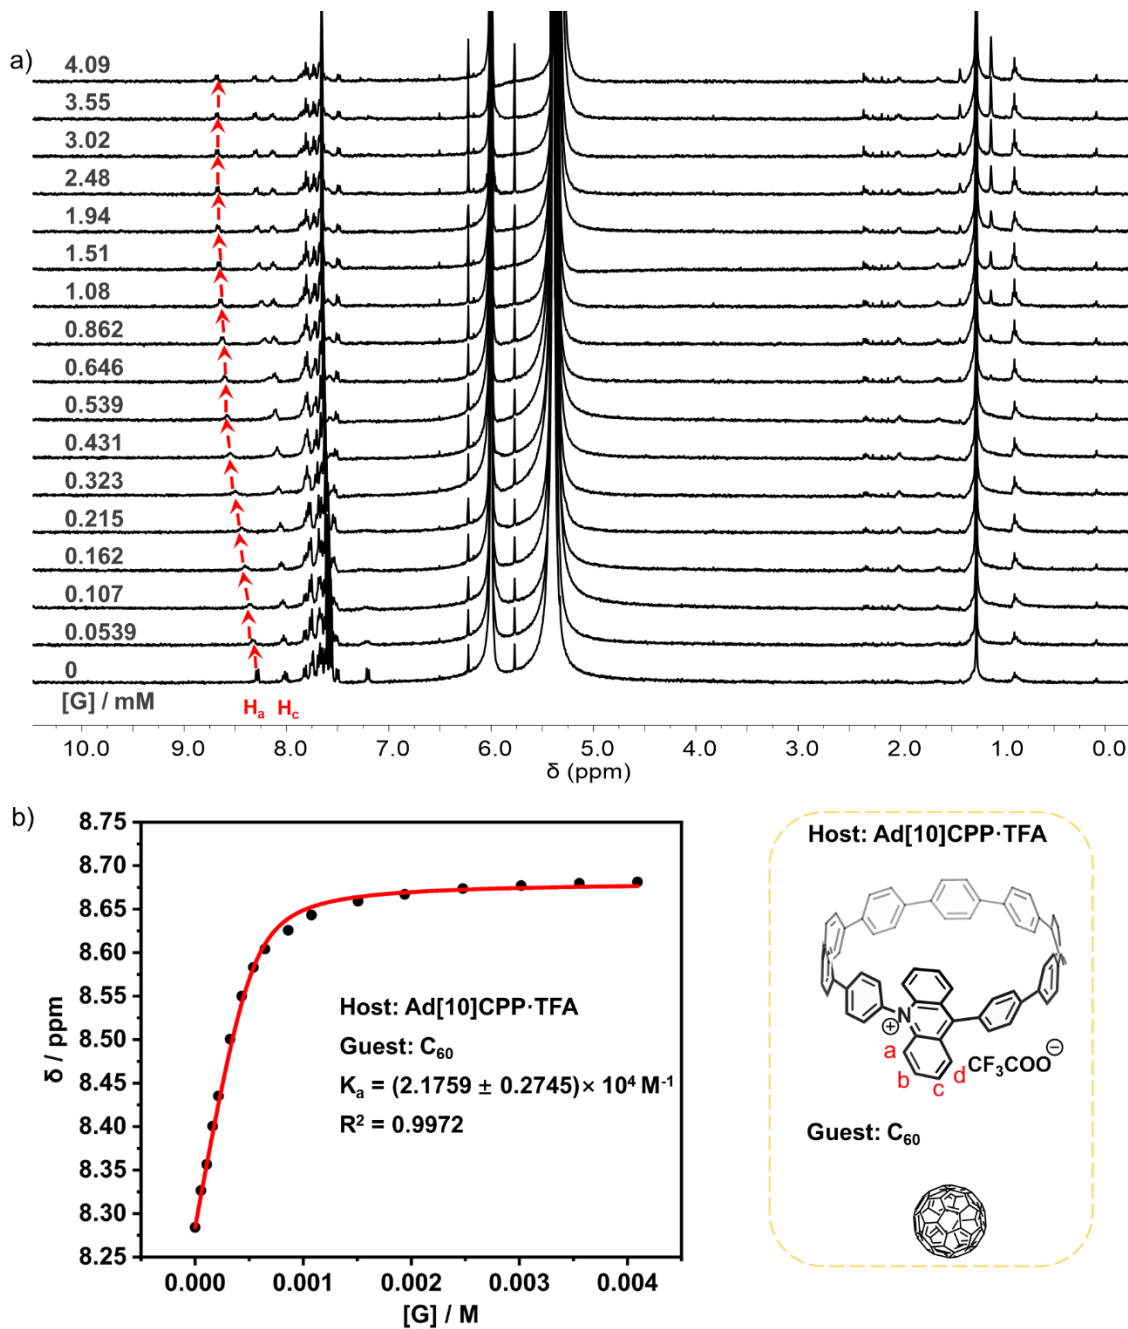 a)
4.09
3.55
3.02
2.48
1.94
1.51
1.08
0.862
0.646
0.539
0.431
0.323
0.215
0.162
0.107
0.0539
0
[G] / mM
Hₐ H꜀
10.0 9.0 8.0 7.0 6.0 5.0 4.0 3.0 2.0 1.0 0.0
δ (ppm)
b)
8.75
8.70
8.65
8.60
8.55
8.50
8.45
8.40
8.35
8.30
8.25
δ / ppm
Host: Ad[10]CPP·TFA
Guest: C₆₀
Kₐ = (2.1759 ± 0.2745)× 10⁴ M⁻¹
R² = 0.9972
0.000 0.001 0.002 0.003 0.004
[G] / M
Host: Ad[10]CPP·TFA
N
+
a
b
c
d
CF₃COO⊖
Guest: C₆₀